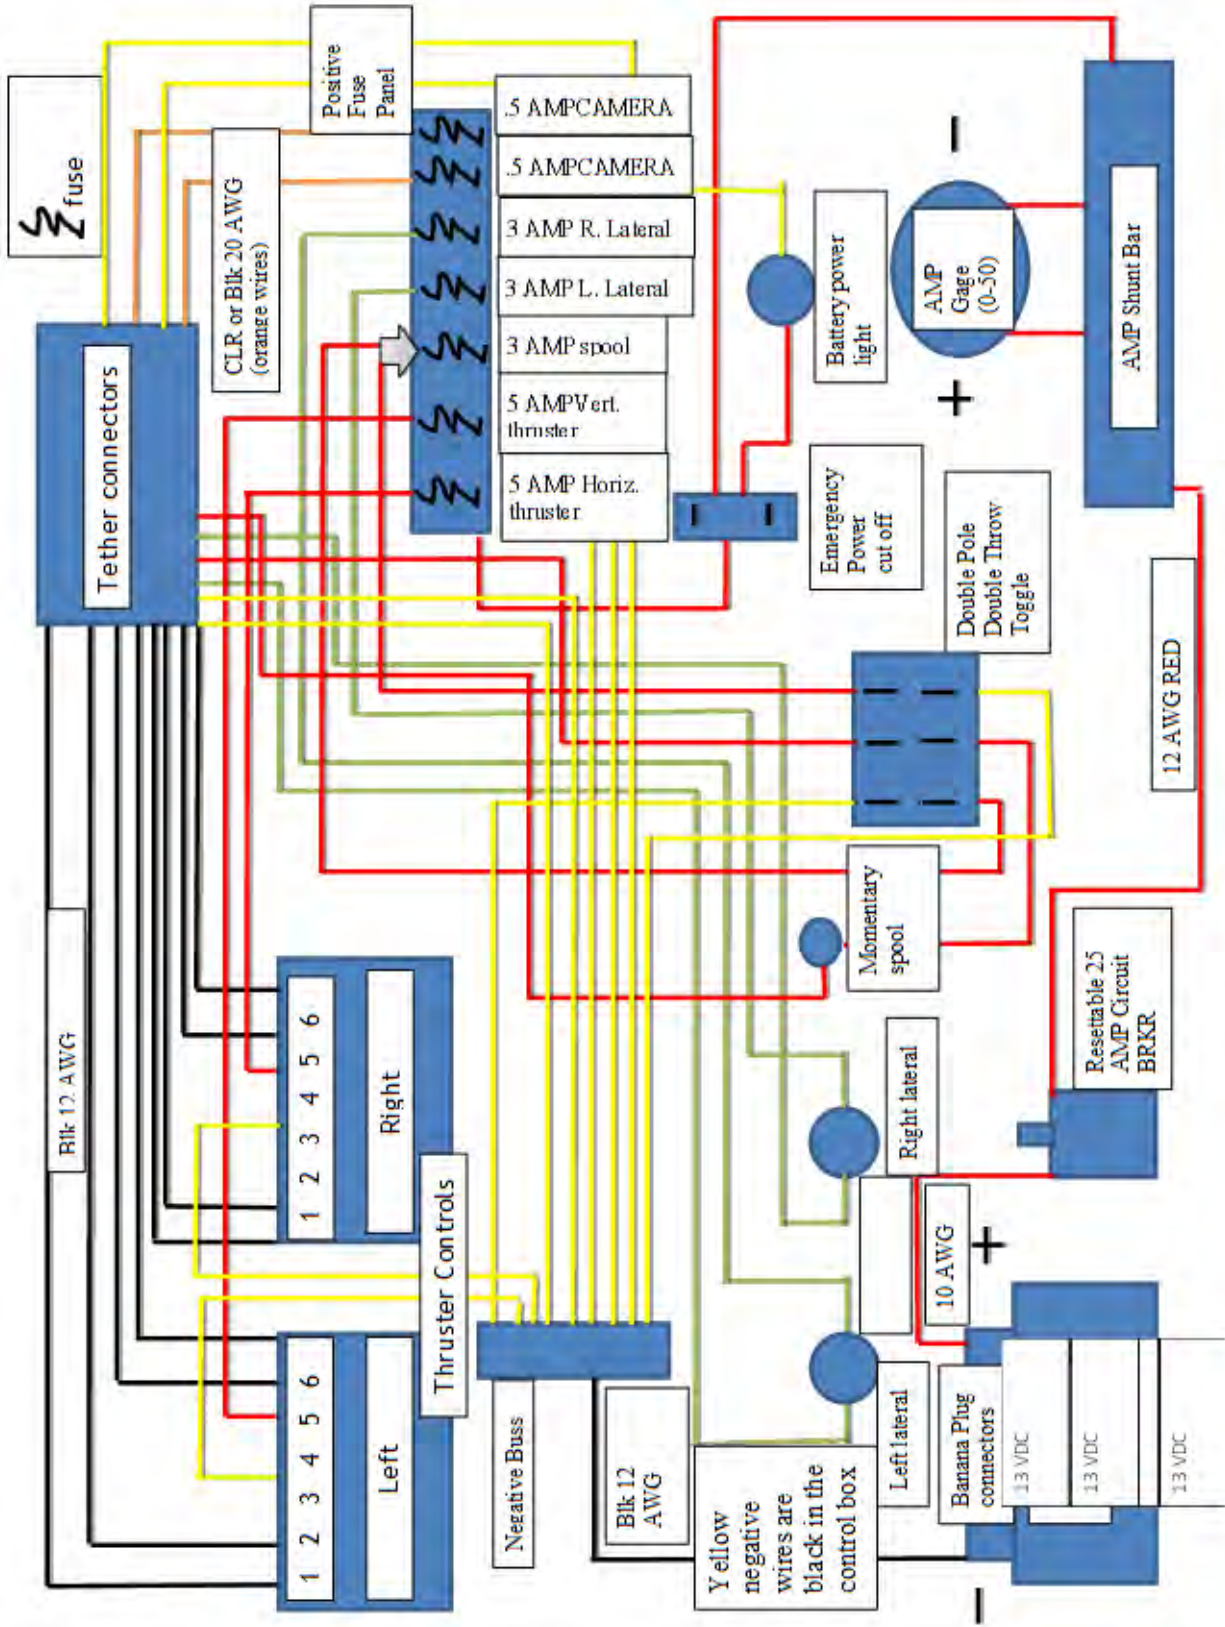 fuse
Positive
Fuse
Panel
CLR or Blk 20 AWG
(orange wires)
Tether connectors
.5 AMPCAMERA
.5 AMPCAMERA
3 AMP R. Lateral
3 AMP L. Lateral
3 AMP spool
5 AMPVert.
thruster
5 AMP Horiz.
thruster
Battery power
light
AMP
Gage
(0-50)
-
+
AMP Shunt Bar
Emergency
Power
cut off
Double Pole
Double Throw
Toggle
12 AWG RED
Blk 12 AWG
1 2 3 4 5 6
Right
1 2 3 4 5 6
Left
Thruster Controls
Momentary
spool
Resettable 25
AMP Circuit
BRKR
Right lateral
10 AWG
+
Negative Buss
Blk 12
AWG
Left lateral
Yellow
negative
wires are
black in the
control box
Banana Plug
connectors
13 VDC
13 VDC
13 VDC
-